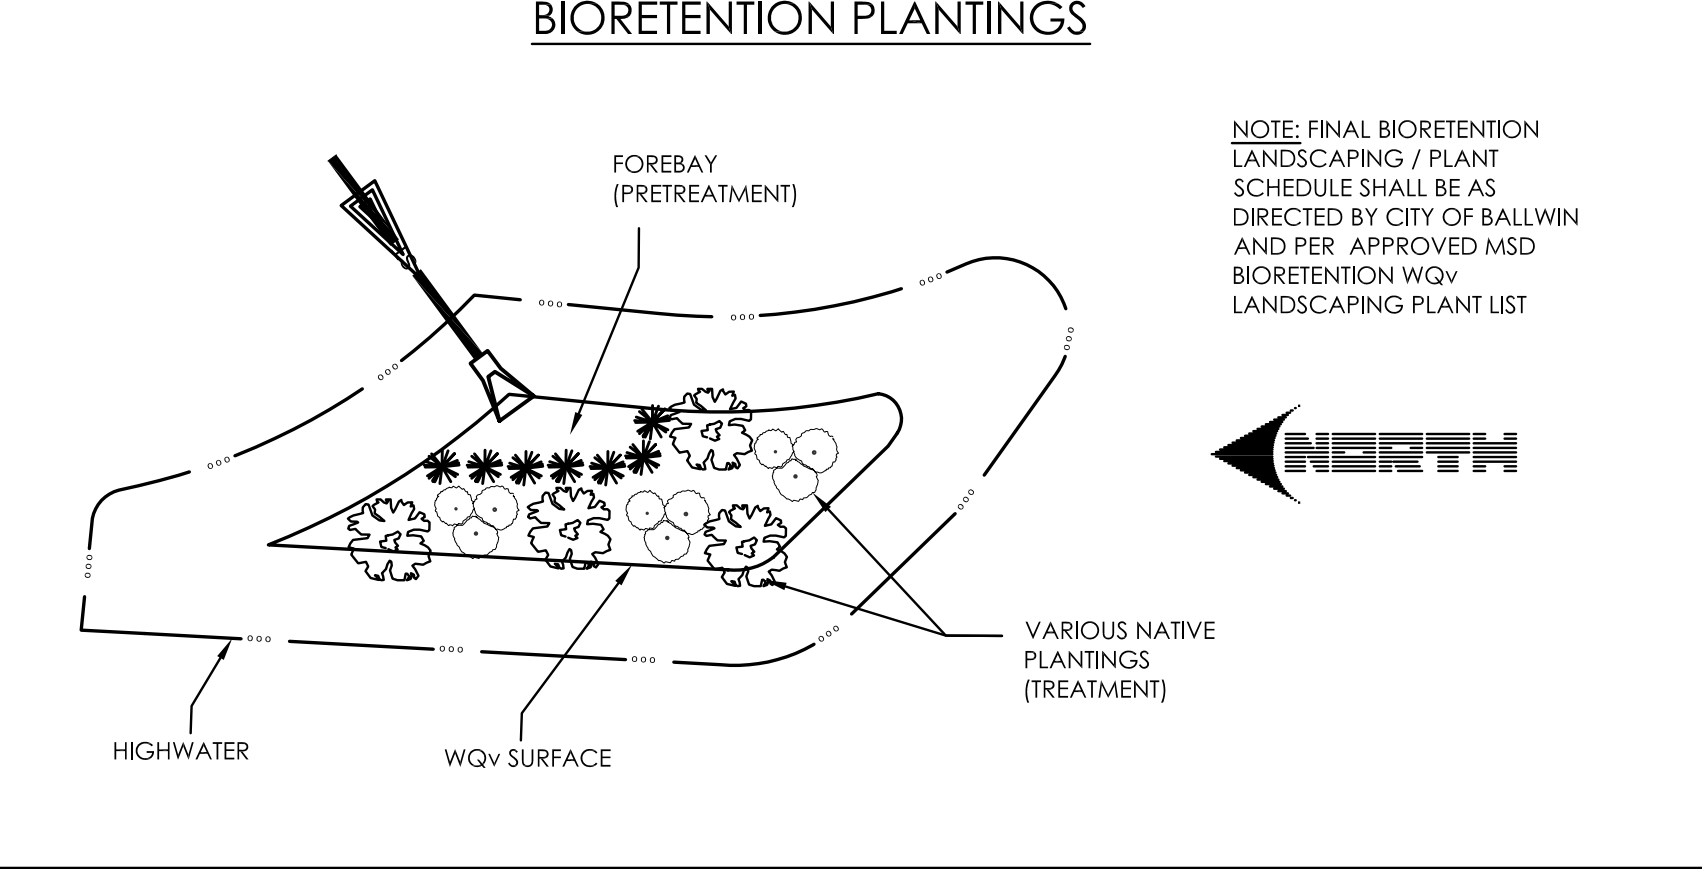 BIORETENTION PLANTINGS
NOTE: FINAL BIORETENTION
LANDSCAPING / PLANT
SCHEDULE SHALL BE AS
DIRECTED BY CITY OF BALLWIN
AND PER APPROVED MSD
BIORETENTION WQv
LANDSCAPING PLANT LIST
FOREBAY
(PRETREATMENT)
NORTH
VARIOUS NATIVE
PLANTINGS
(TREATMENT)
HIGHWATER
WQv SURFACE